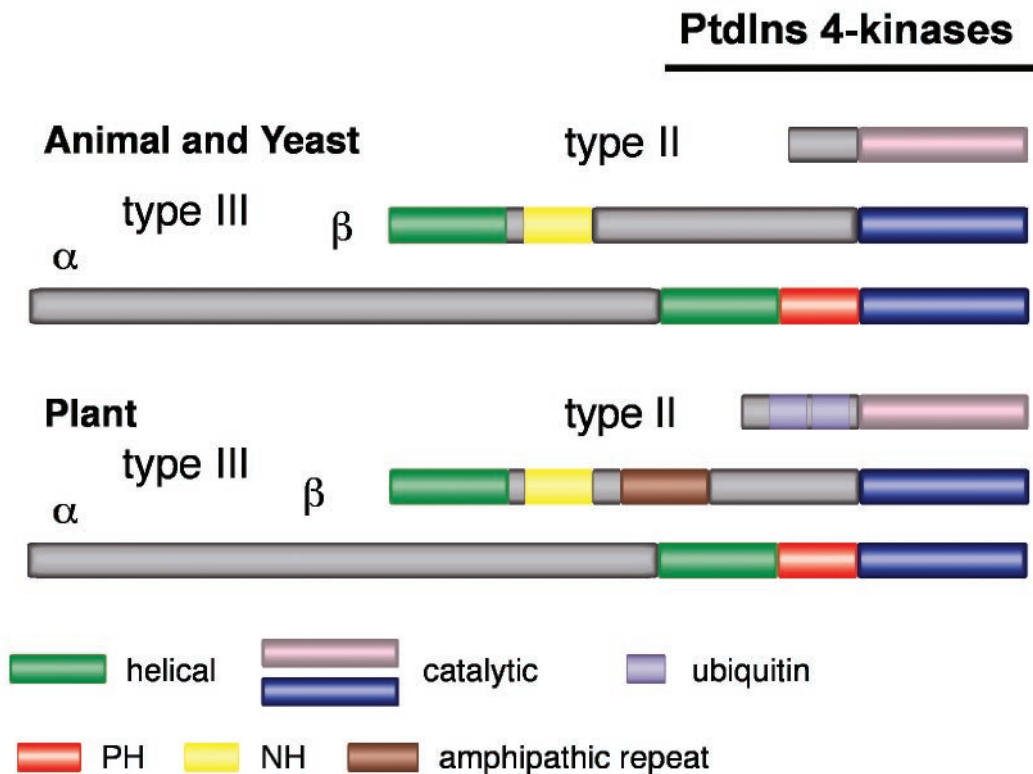 PtdIns 4-kinases
Animal and Yeast
type II
type III
β
α
Plant
type II
type III
β
α
helical
catalytic
ubiquitin
PH
NH
amphipathic repeat